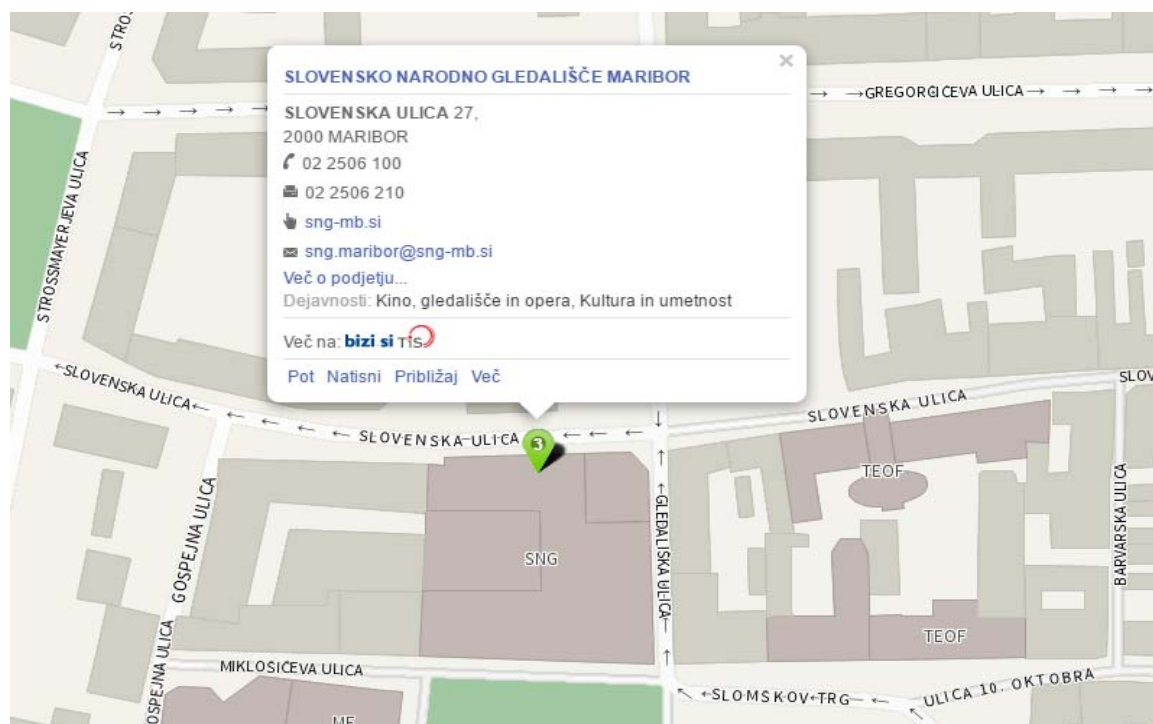 STRO
SLOVENSKO NARODNO GLEDALIŠČE MARIBOR
SLOVENSKA ULICA 27,
2000 MARIBOR
02 2506 100
02 2506 210
sng-mb.si
sng.maribor@sng-mb.si
Več o podjetju...
Dejavnosti: Kino, gledališče in opera, Kultura in umetnost
Več na: bizi si TIS
Pot Natisni Približaj Več
GREGORČIČEVA ULICA
STROSSMAYERJEVA ULICA
SLOVENSKA ULICA
SLOVENSKA ULICA
3
SLOVENSKA ULICA
SLOV
TEOF
GOSPEJNA ULICA
SNG
GLEDALIŠKA ULICA
BARVARSKA ULICA
TEOF
GOSPEJNA ULICA
MIKLOŠIČEVA ULICA
SLOMŠKOV TRG
ULICA 10. OKTOBRA